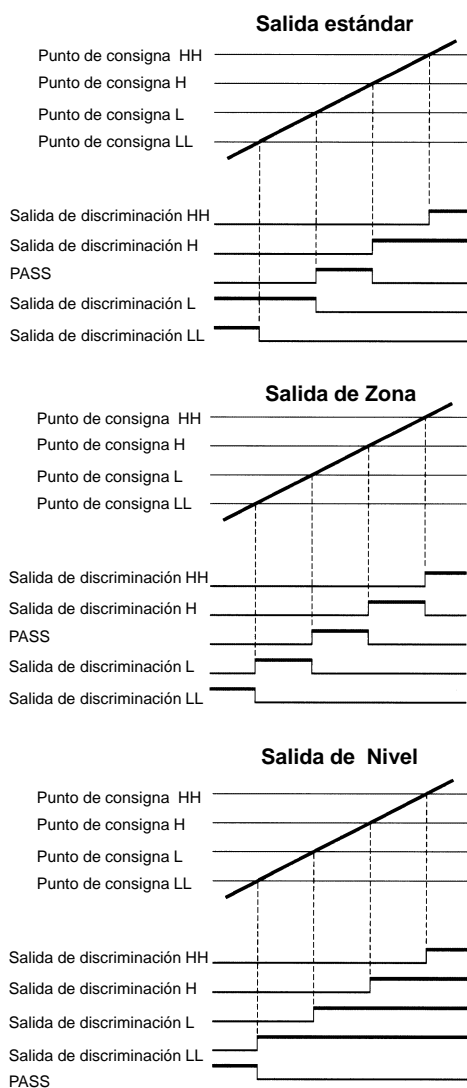 Salida estándar
Punto de consigna HH
Punto de consigna H
Punto de consigna L
Punto de consigna LL
Salida de discriminación HH
Salida de discriminación H
PASS
Salida de discriminación L
Salida de discriminación LL
Salida de Zona
Punto de consigna HH
Punto de consigna H
Punto de consigna L
Punto de consigna LL
Salida de discriminación HH
Salida de discriminación H
PASS
Salida de discriminación L
Salida de discriminación LL
Salida de Nivel
Punto de consigna HH
Punto de consigna H
Punto de consigna L
Punto de consigna LL
Salida de discriminación HH
Salida de discriminación H
Salida de discriminación L
Salida de discriminación LL
PASS